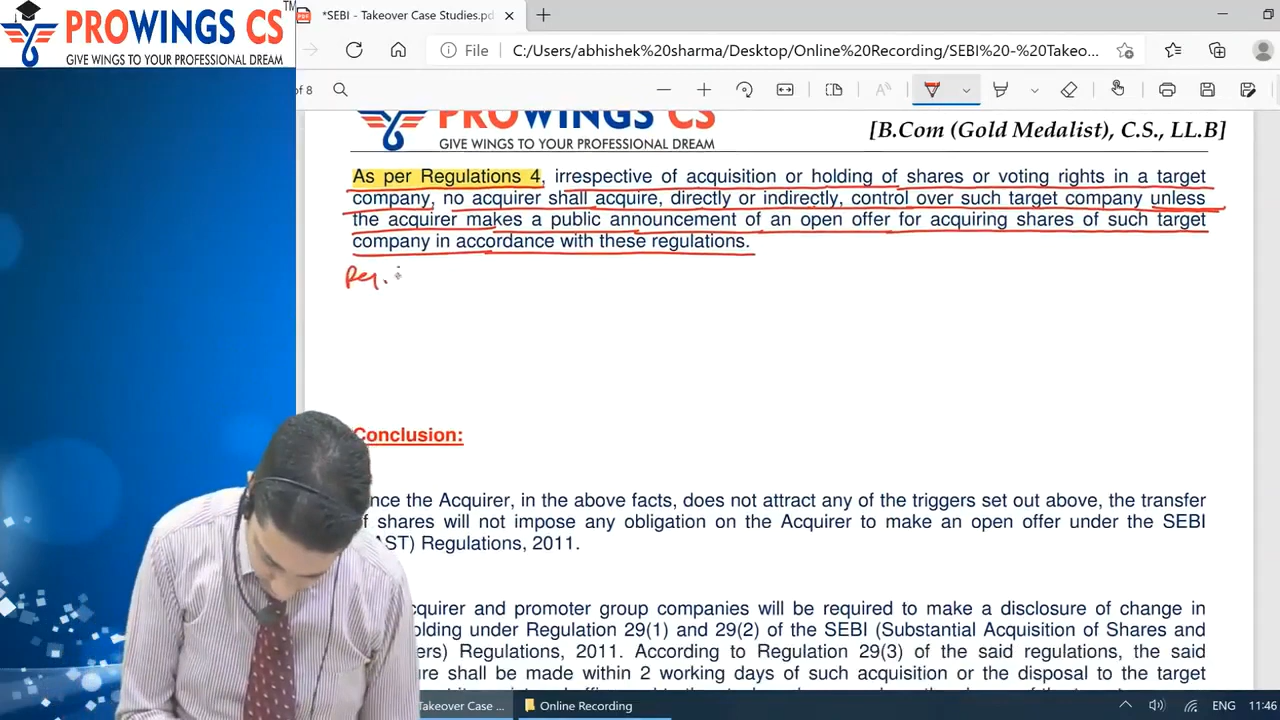 PROWINGS CS
TM
GIVE WINGS TO YOUR PROFESSIONAL DREAM
*SEBI - Takeover Case Studies.pd
File
C:/Users/abhishek%20sharma/Desktop/Online%20Recording/SEBI%20-%20Takeo...
of 8
PROWINGS CS
GIVE WINGS TO YOUR PROFESSIONAL DREAM
[B.Com (Gold Medalist), C.S., LL.B]
As per Regulations 4, irrespective of acquisition or holding of shares or voting rights in a target
company, no acquirer shall acquire, directly or indirectly, control over such target company unless
the acquirer makes a public announcement of an open offer for acquiring shares of such target
company in accordance with these regulations.
Reg.
Conclusion:
nce the Acquirer, in the above facts, does not attract any of the triggers set out above, the transfer
f shares will not impose any obligation on the Acquirer to make an open offer under the SEBI
AST) Regulations, 2011.
cquirer and promoter group companies will be required to make a disclosure of change in
olding under Regulation 29(1) and 29(2) of the SEBI (Substantial Acquisition of Shares and
ers) Regulations, 2011. According to Regulation 29(3) of the said regulations, the said
ure shall be made within 2 working days of such acquisition or the disposal to the target
Takeover Case ...
Online Recording
ENG
11:46